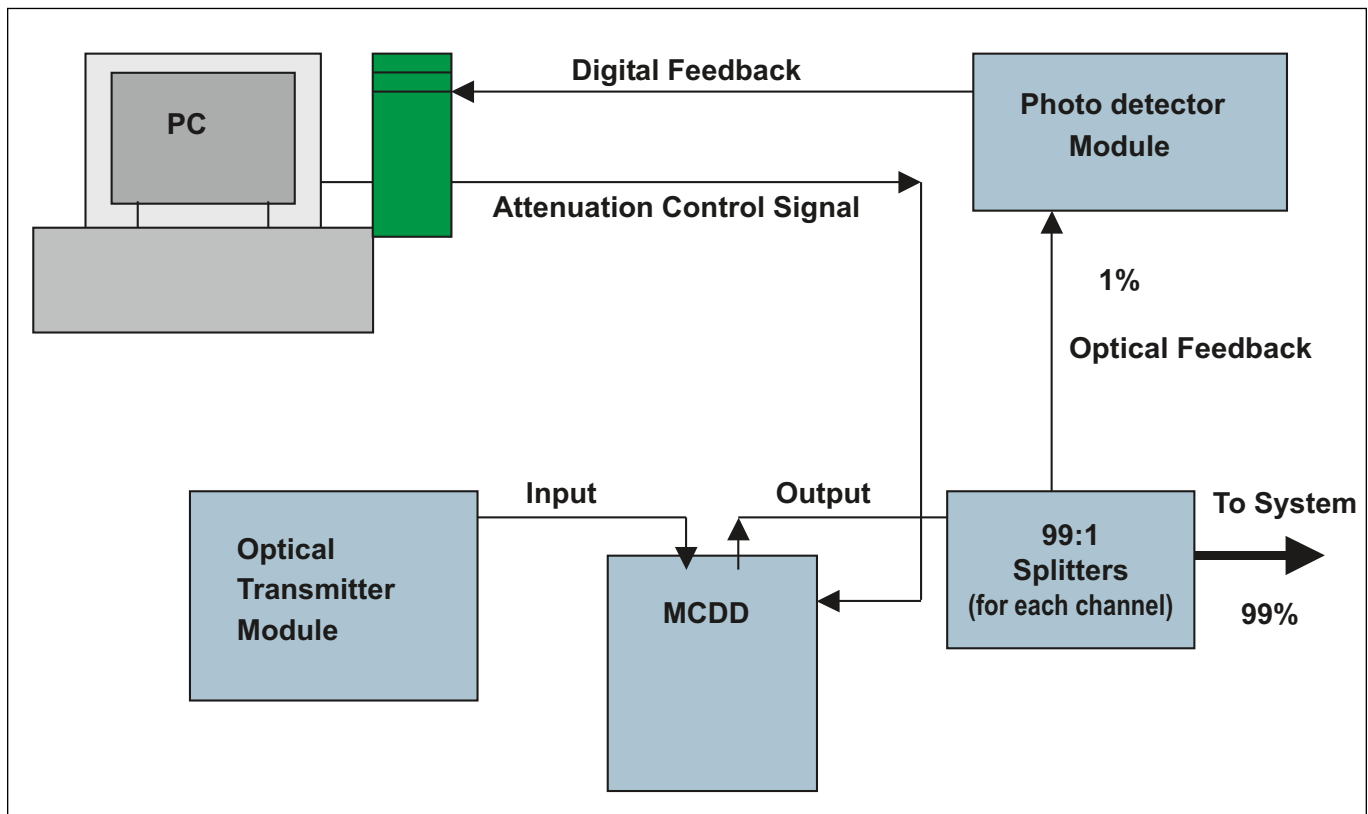 PC
Digital Feedback
Photo detector
Module
Attenuation Control Signal
1%
Optical Feedback
Input
Output
To System
Optical
Transmitter
Module
MCDD
99:1
Splitters
(for each channel)
99%